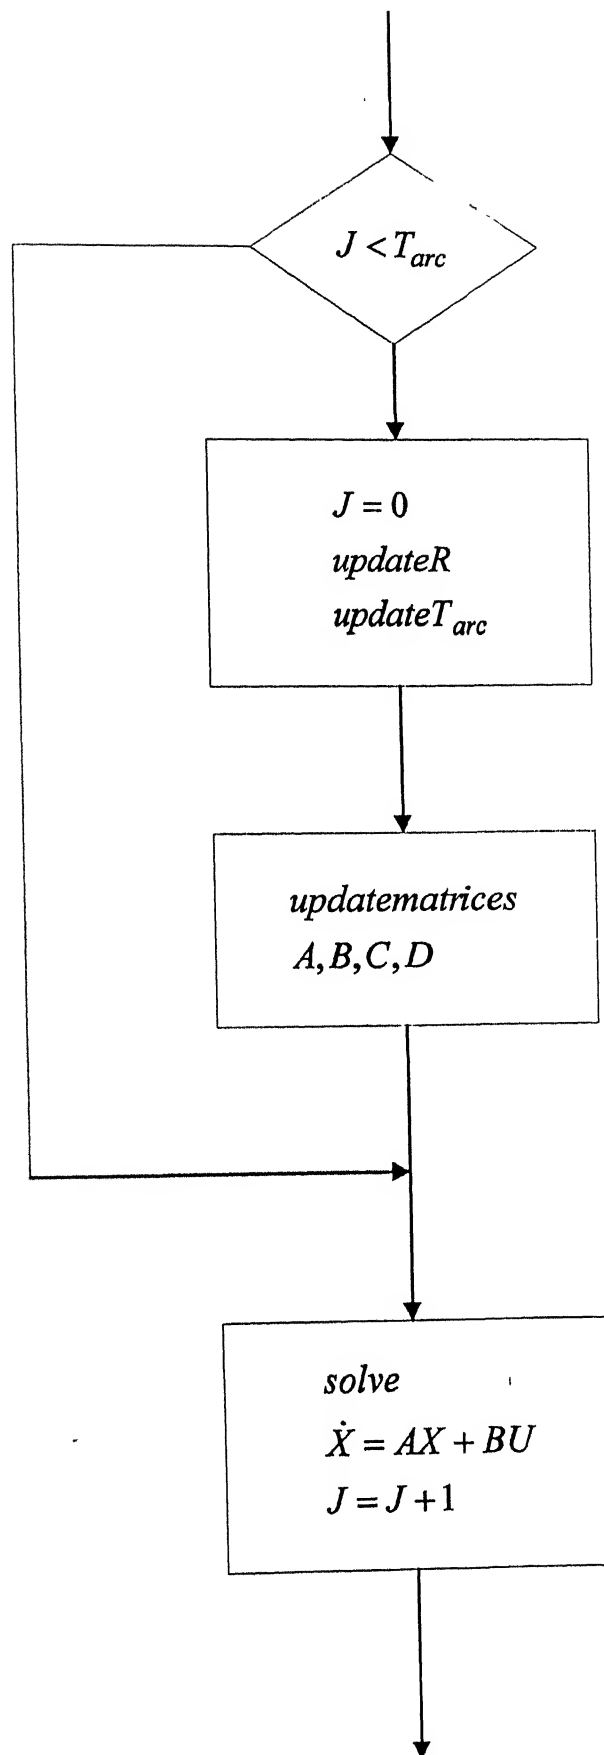 J < T_arc
J = 0
updateR
updateT_arc
updatematrices
A, B, C, D
solve
Ẋ = AX + BU
J = J + 1